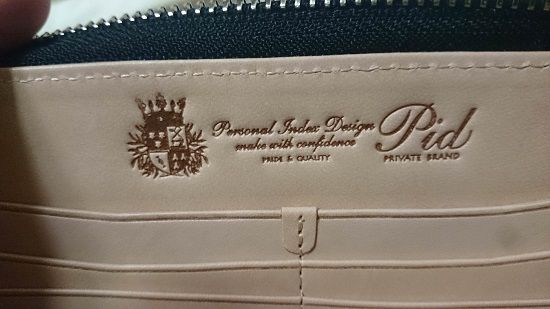 Personal Index Design
make with confidence
PRIDE & QUALITY
Pid
PRIVATE BRAND